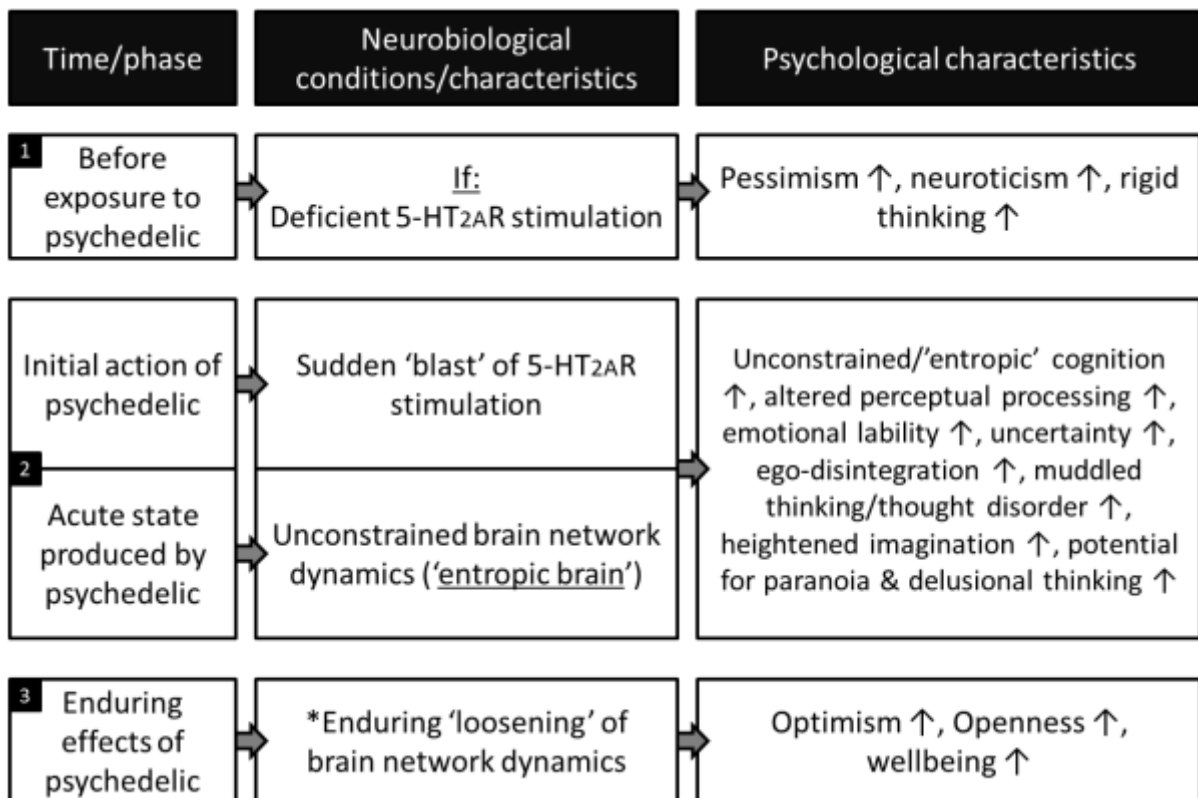 Time/phase
Neurobiological
conditions/characteristics
Psychological characteristics
1
Before
exposure to
psychedelic
If:
Deficient 5-HT2AR stimulation
Pessimism ↑, neuroticism ↑, rigid
thinking ↑
Initial action of
psychedelic
Sudden ‘blast’ of 5-HT2AR
stimulation
2
Acute state
produced by
psychedelic
Unconstrained brain network
dynamics (‘entropic brain’)
Unconstrained/’entropic’ cognition
↑, altered perceptual processing ↑,
emotional lability ↑, uncertainty ↑,
ego-disintegration ↑, muddled
thinking/thought disorder ↑,
heightened imagination ↑, potential
for paranoia & delusional thinking ↑
3
Enduring
effects of
psychedelic
*Enduring ‘loosening’ of
brain network dynamics
Optimism ↑, Openness ↑,
wellbeing ↑